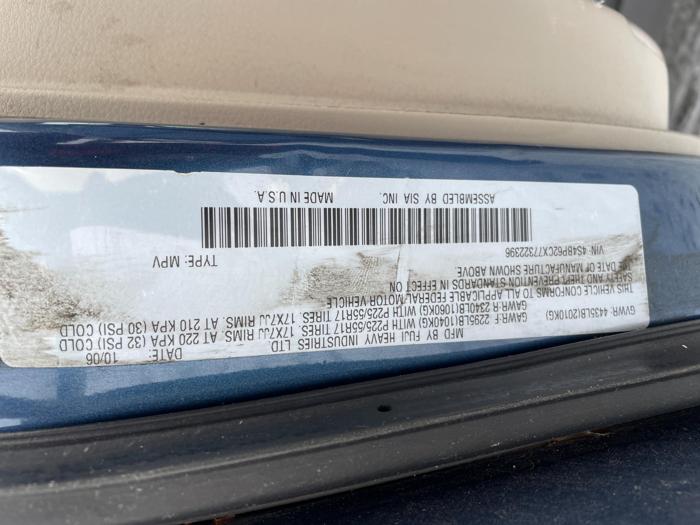 MFD BY FUJI HEAVY INDUSTRIES LTD. DATE: 10/06
GVWR: 4435LB(2010KG)
GAWR-F: 2295LB(1040KG) WITH P225/55R17 TIRES, 17X7JJ RIMS, AT 220 KPA (32 PSI) COLD
GAWR-R: 2340LB(1060KG) WITH P225/55R17 TIRES, 17X7JJ RIMS, AT 210 KPA (30 PSI) COLD
THIS VEHICLE CONFORMS TO ALL APPLICABLE FEDERAL MOTOR VEHICLE
SAFETY AND THEFT PREVENTION STANDARDS IN EFFECT ON
DATE OF MANUFACTURE SHOWN ABOVE.
VIN: 4S4BP62CX77322396 TYPE: MPV
ASSEMBLED BY SIA INC. MADE IN U.S.A.